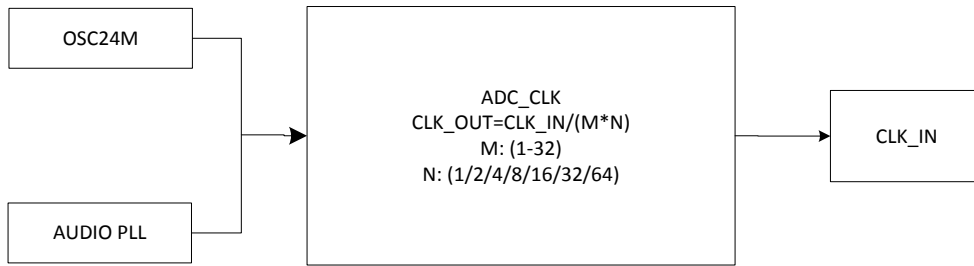 OSC24M
AUDIO PLL
ADC_CLK
CLK_OUT=CLK_IN/(M*N)
M: (1-32)
N: (1/2/4/8/16/32/64)
CLK_IN